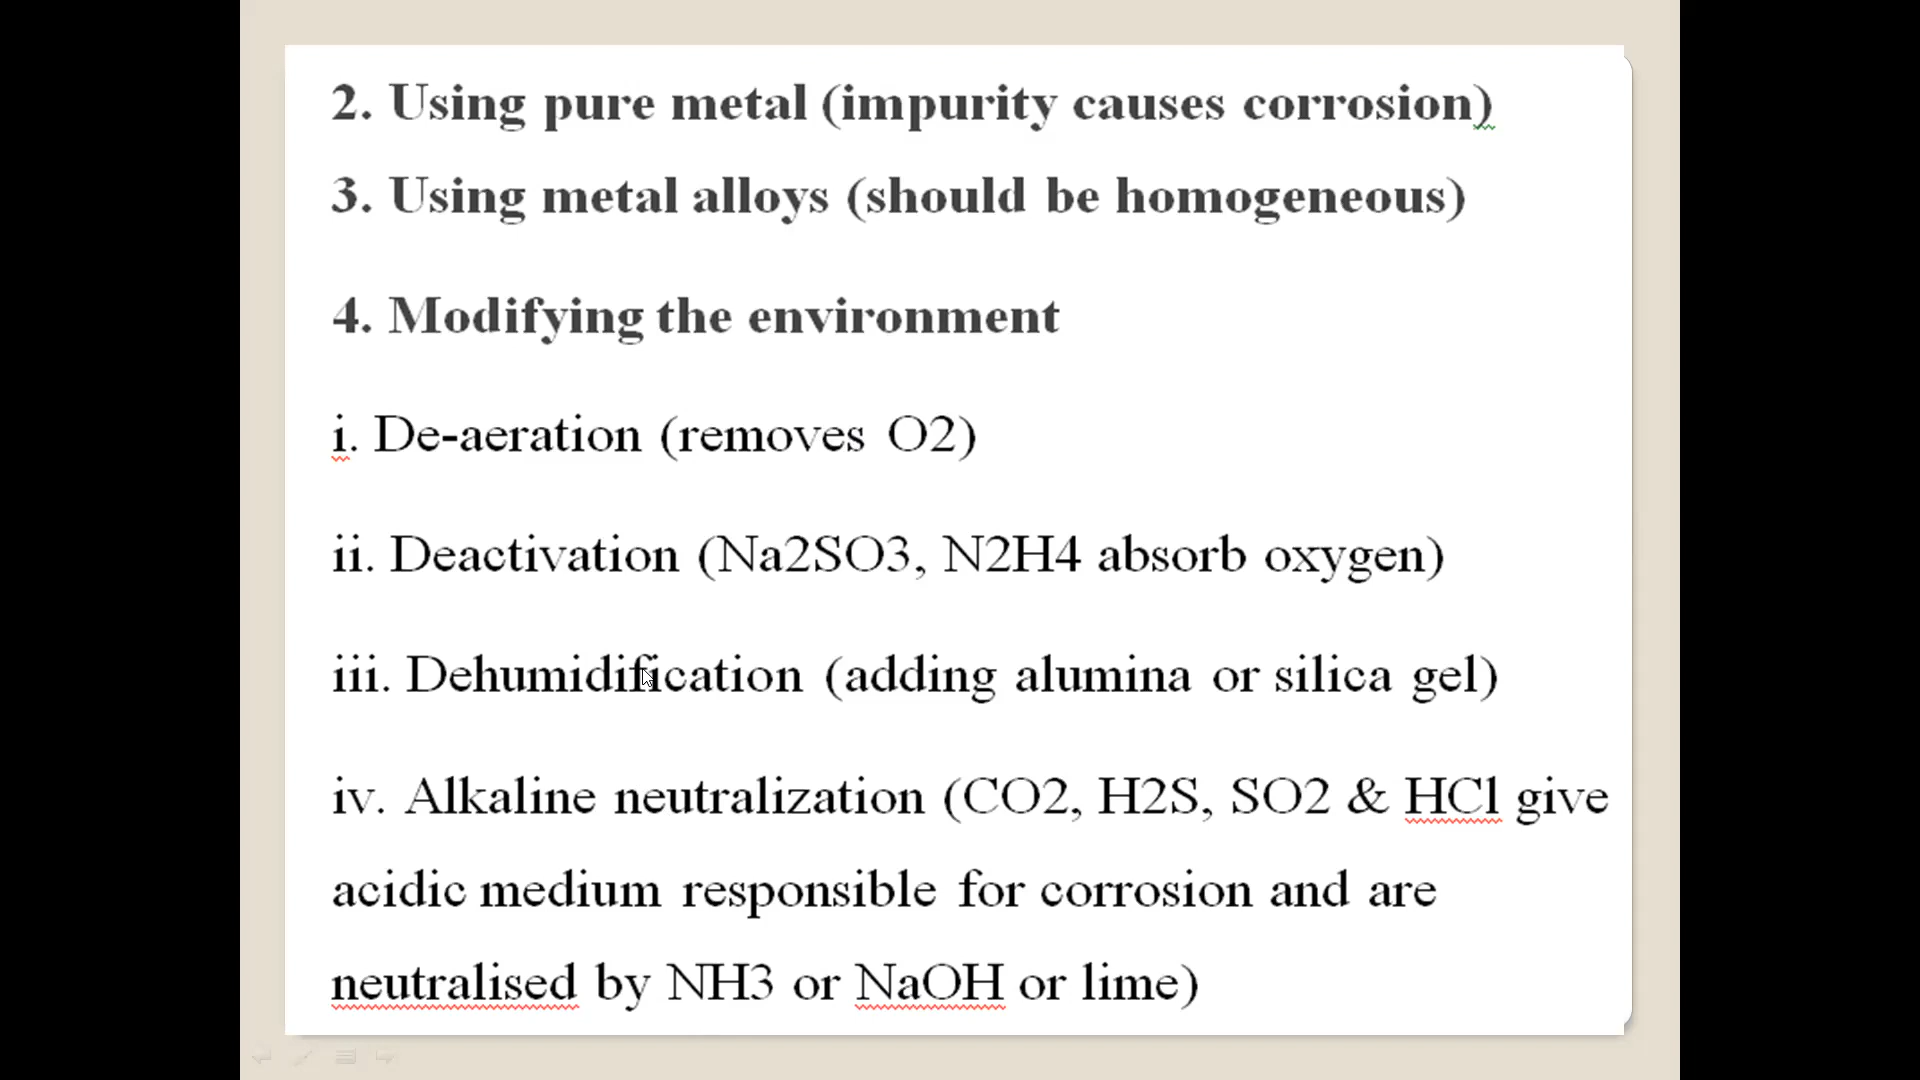 2. Using pure metal (impurity causes corrosion)
3. Using metal alloys (should be homogeneous)
4. Modifying the environment
i. De-aeration (removes O2)
ii. Deactivation (Na2SO3, N2H4 absorb oxygen)
iii. Dehumidification (adding alumina or silica gel)
iv. Alkaline neutralization (CO2, H2S, SO2 & HCl give
acidic medium responsible for corrosion and are
neutralised by NH3 or NaOH or lime)